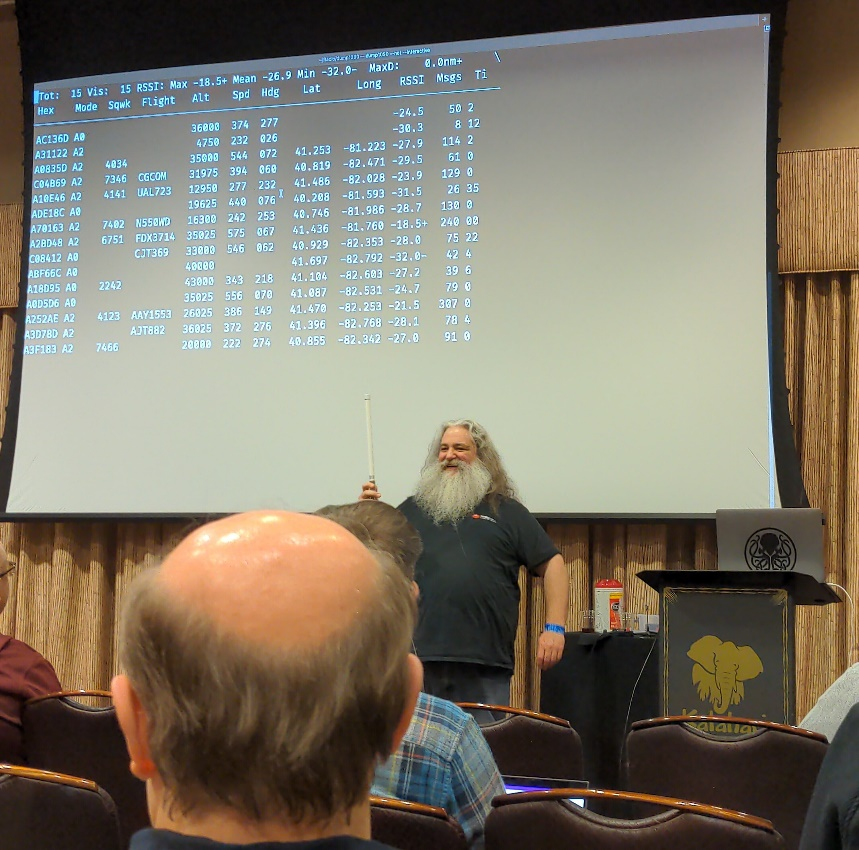 Tot: 15 Vis: 15 RSSI: Max -18.5+ Mean -26.9 Min -32.0- MaxD: 0.0nm+ \
Hex Mode Sqwk Flight Alt Spd Hdg Lat Long RSSI Msgs Ti
AC136D A0 36000 374 277 -24.5 50 2
A31122 A2 4750 232 026 -30.3 8 12
A0835D A2 4034 35000 544 072 41.253 -81.223 -27.9 114 2
C04B69 A2 7346 CGCOM 31975 394 060 40.819 -82.471 -29.5 61 0
A10E46 A2 4141 UAL723 12950 277 232 41.486 -82.028 -23.9 129 0
ADE18C A0 19625 440 076 40.208 -81.593 -31.5 26 35
A70163 A2 7402 N550WD 16300 242 253 40.746 -81.986 -28.7 130 0
A2BD48 A2 6751 FDX3714 35025 575 067 41.436 -81.760 -18.5+ 240 00
C08412 A0 CJT369 33000 546 062 40.929 -82.353 -28.0 75 22
ABF66C A0 40000 41.697 -82.792 -32.0- 42 4
A18D95 A0 2242 43000 343 218 41.104 -82.603 -27.2 39 6
A0D5D6 A0 35025 556 070 41.087 -82.531 -24.7 79 0
A252AE A2 4123 AAY1553 26025 386 149 41.470 -82.253 -21.5 307 0
A3D78D A2 AJT882 36025 372 276 41.396 -82.768 -28.1 78 4
A3F1B3 A2 7466 20000 222 274 40.855 -82.342 -27.0 91 0
Kalahari